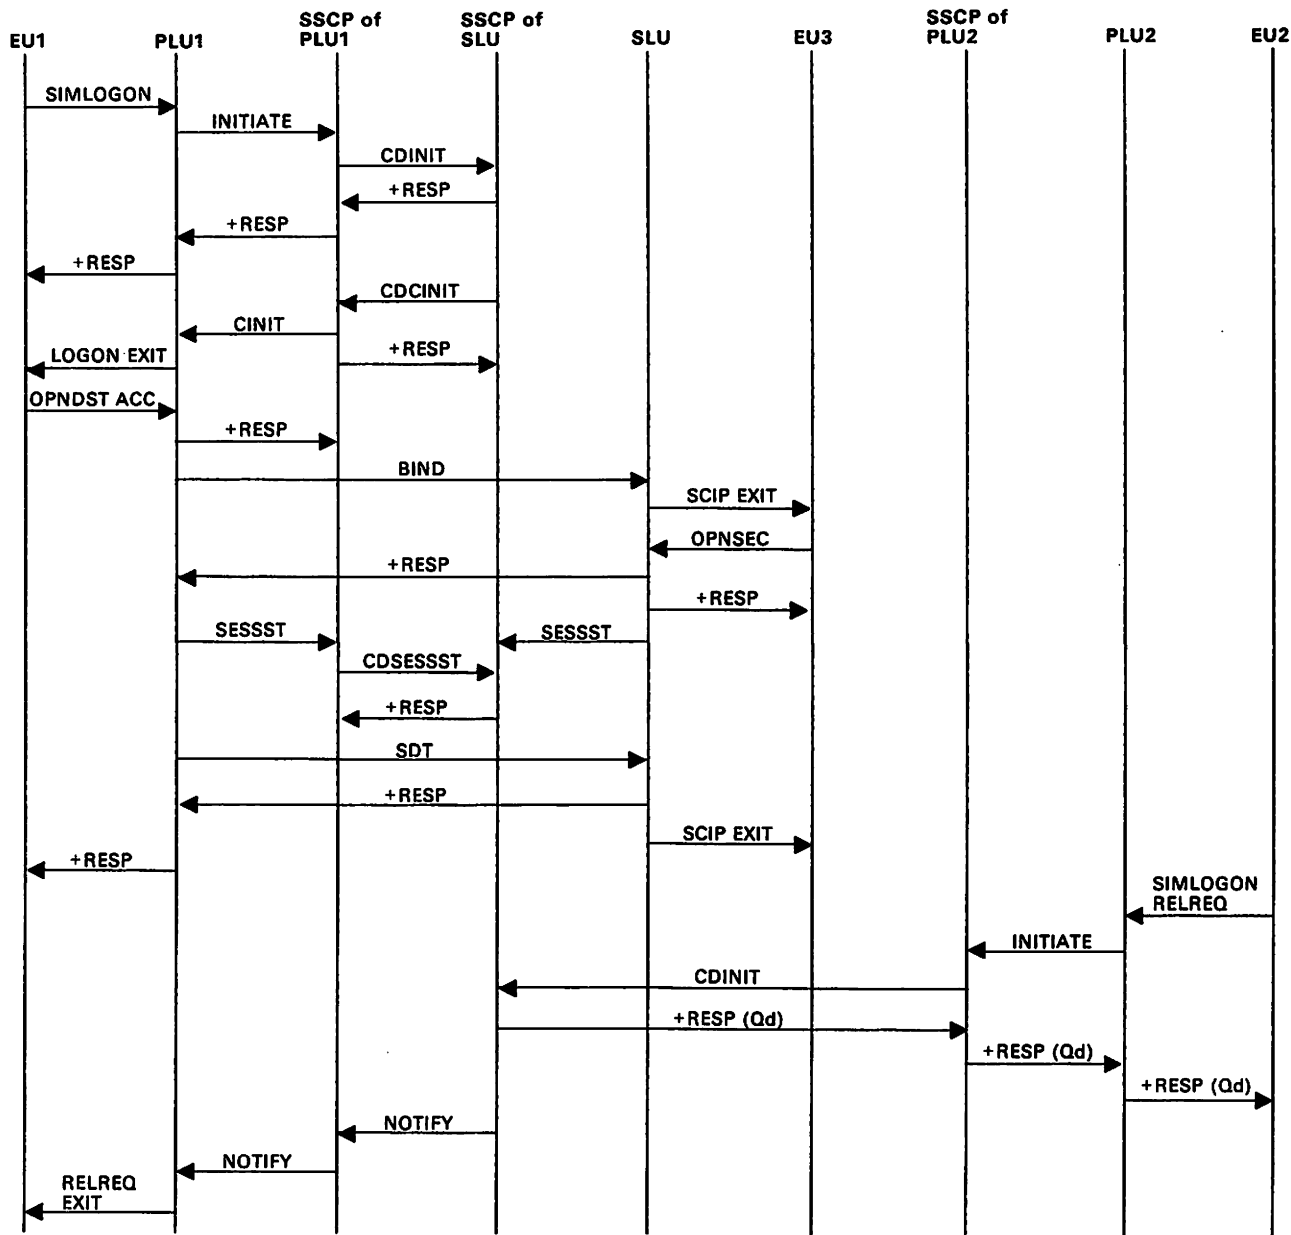 SSCP of SSCP of SSCP of
EU1 PLU1 PLU1 SLU SLU EU3 PLU2 PLU2 EU2
SIMLOGON
INITIATE
CDINIT
+RESP
+RESP
+RESP
CDCINIT
CINIT
+RESP
LOGON EXIT
OPNDST ACC
+RESP
BIND
SCIP EXIT
OPNSEC
+RESP
+RESP
SESSST SESSST
CDSESSST
+RESP
SDT
+RESP
SCIP EXIT
+RESP
SIMLOGON
RELREQ
INITIATE
CDINIT
+RESP (Qd)
+RESP (Qd)
+RESP (Qd)
NOTIFY
NOTIFY
RELREQ
EXIT